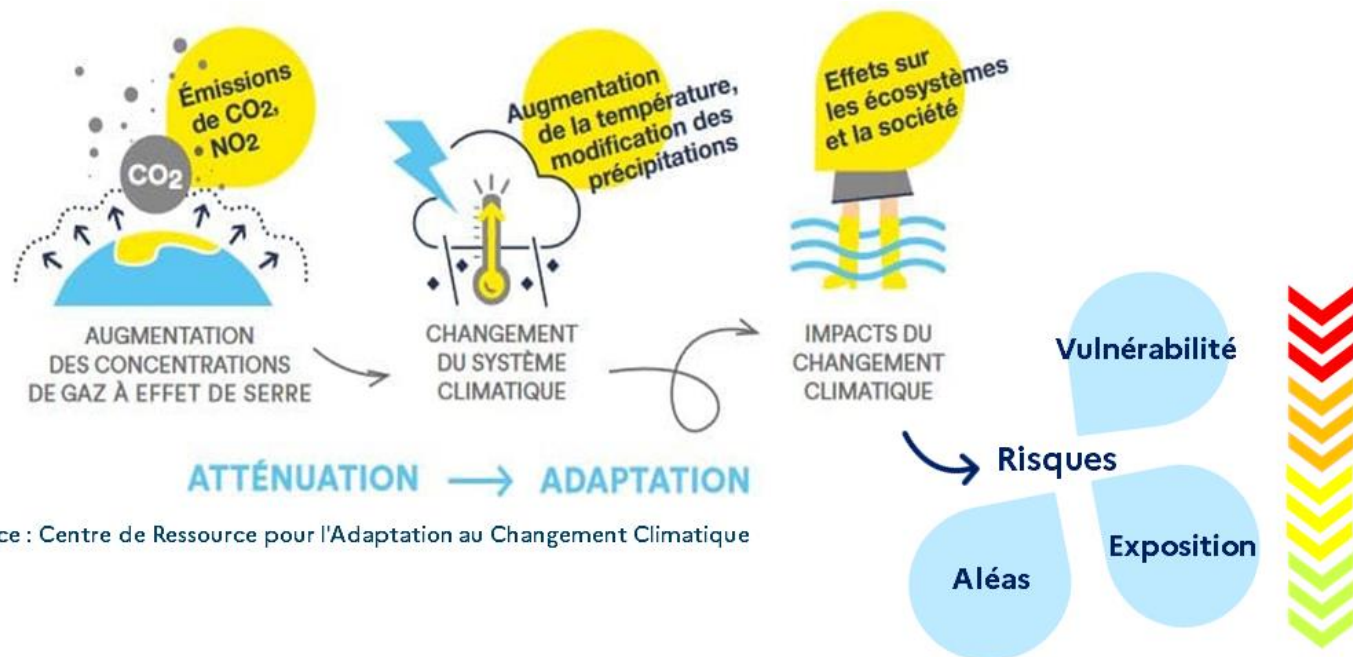 Émissions
de CO2,
NO2
CO2
AUGMENTATION
DES CONCENTRATIONS
DE GAZ À EFFET DE SERRE
Augmentation
de la température,
modification des
précipitations
CHANGEMENT
DU SYSTÈME
CLIMATIQUE
Effets sur
les écosystèmes
et la société
IMPACTS DU
CHANGEMENT
CLIMATIQUE
ATTÉNUATION → ADAPTATION
ce : Centre de Ressource pour l'Adaptation au Changement Climatique
Vulnérabilité
Risques
Exposition
Aléas